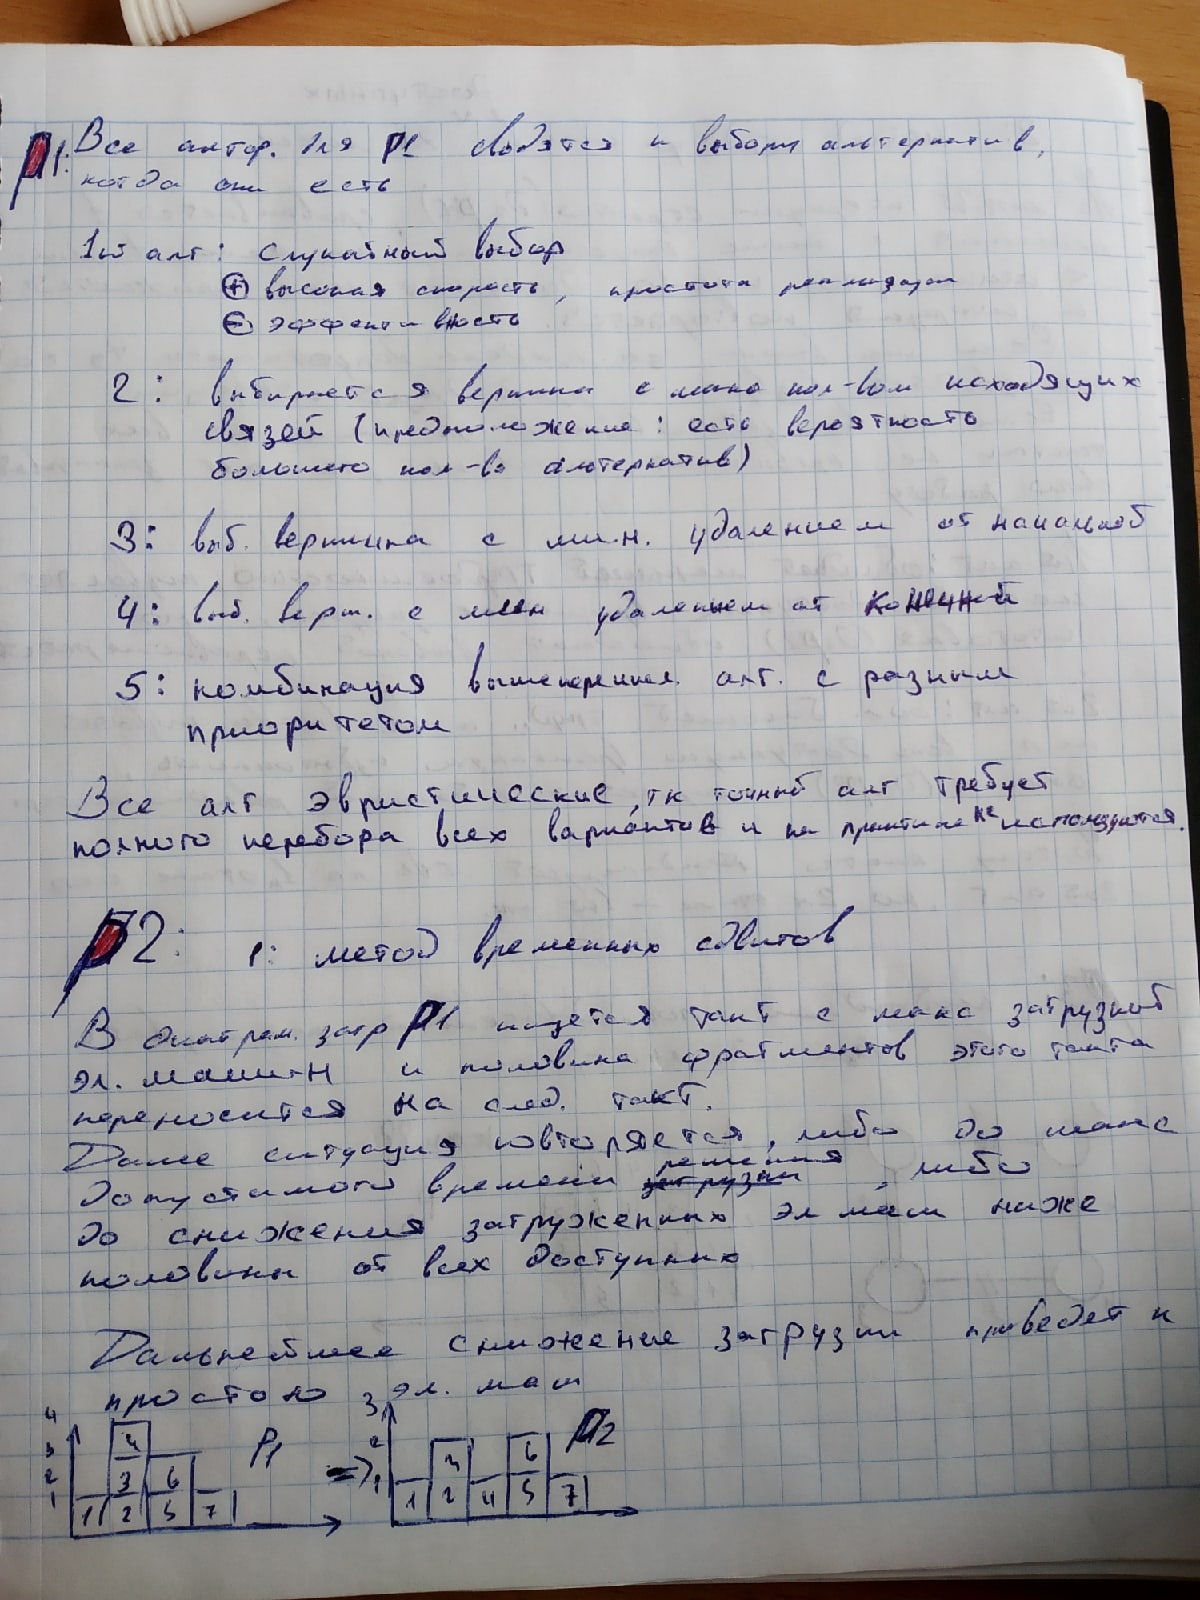 P1: Все алгор. для P1 сводятся к выбору альтернатив,
когда они есть
1ый алг: случайный выбор
+ высокая скорость, простота реализации
- эффективность
2: выбирается вершина с макс кол-вом исходящих
связей (предположение: есть вероятность
большего кол-ва альтернатив)
3: выб. вершина с мин. удалением от начальной
4: выб. верш. с мин удалением от конечной
5: комбинация вышеперечисл. алг. с разным
приоритетом
Все алг эвристические, тк точный алг требует
полного перебора всех вариантов и на практике не используются.
P2: 1: метод временных сдвигов
В диаграм. загр P1 ищется такт с макс загрузкой
эл. машин и половина фрагментов этого такта
переносится на след. такт.
Далее ситуация повторяется, либо до макс
допустимого времени решения, либо
до снижения загруженных эл маш ниже
половины от всех доступных
Дальнейшее снижение загрузки приведет к
простою эл. маш
4 3 2 1
4
3 6
1 2 5 7
P1
=>
3 2 1
3 6
1 2 4 5 7
P2